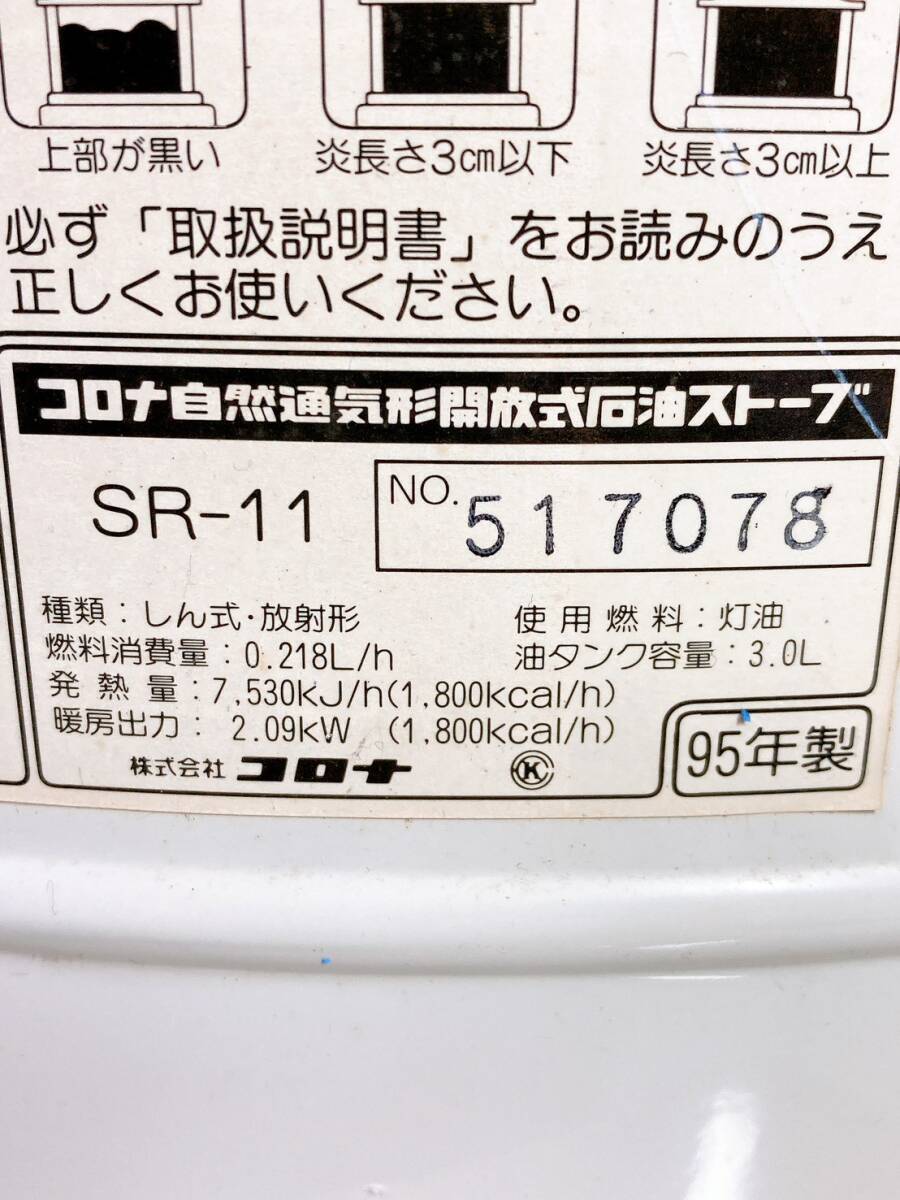 上部が黒い 炎長さ3cm以下 炎長さ3cm以上
必ず「取扱説明書」をお読みのうえ
正しくお使いください。
コロナ自然通気形開放式石油ストーブ
SR-11 NO. 517078
種類：しん式・放射形 使用燃料：灯油
燃料消費量：0.218L/h 油タンク容量：3.0L
発熱量：7,530kJ/h(1,800kcal/h)
暖房出力：2.09kW (1,800kcal/h)
株式会社 コロナ K 95年製